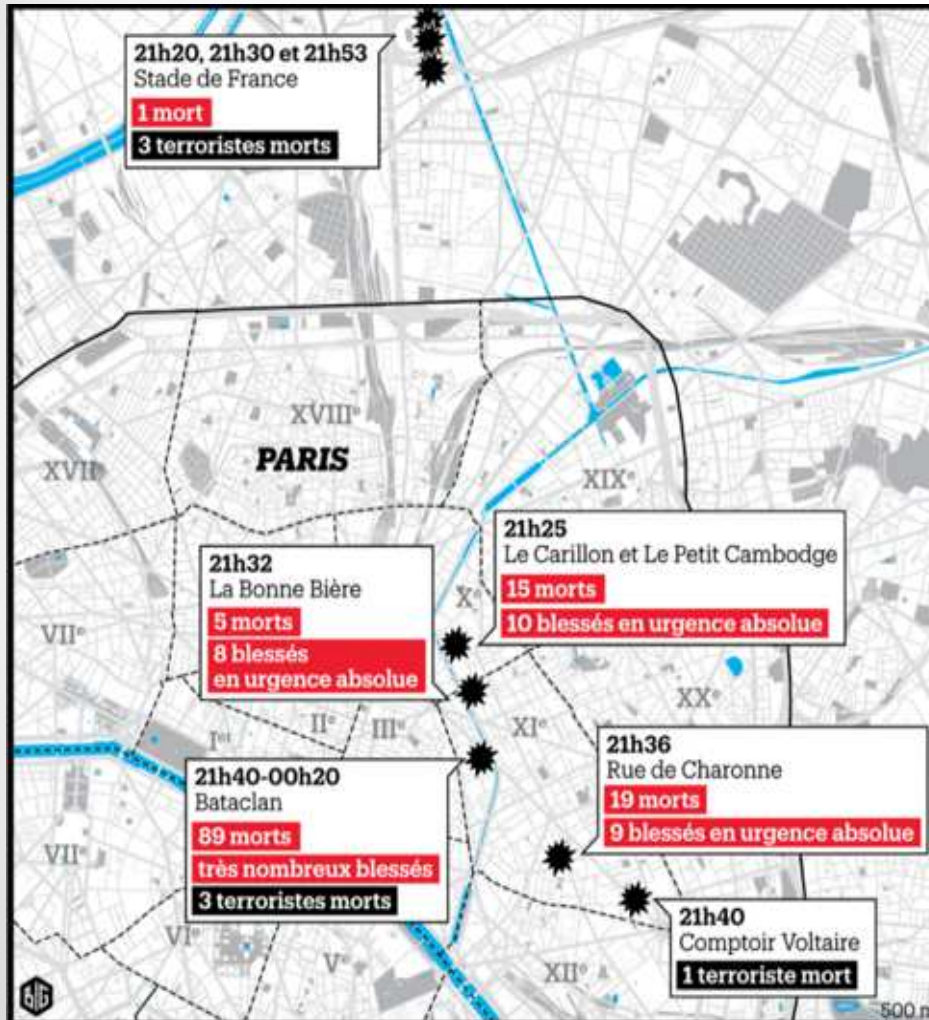 21h20, 21h30 et 21h53
Stade de France
1 mort
3 terroristes morts
XVIIIe
PARIS
XVIIe
XIXe
21h25
Le Carillon et Le Petit Cambodge
15 morts
10 blessés en urgence absolue
21h32
La Bonne Bière
5 morts
8 blessés
en urgence absolue
Xe
VIIe
XXe
Ier
IIe
IIIe
XIe
21h36
Rue de Charonne
19 morts
9 blessés en urgence absolue
21h40-00h20
Bataclan
89 morts
très nombreux blessés
3 terroristes morts
VIIe
21h40
Comptoir Voltaire
1 terroriste mort
VIe
Ve
XIIe
BIG
500 m